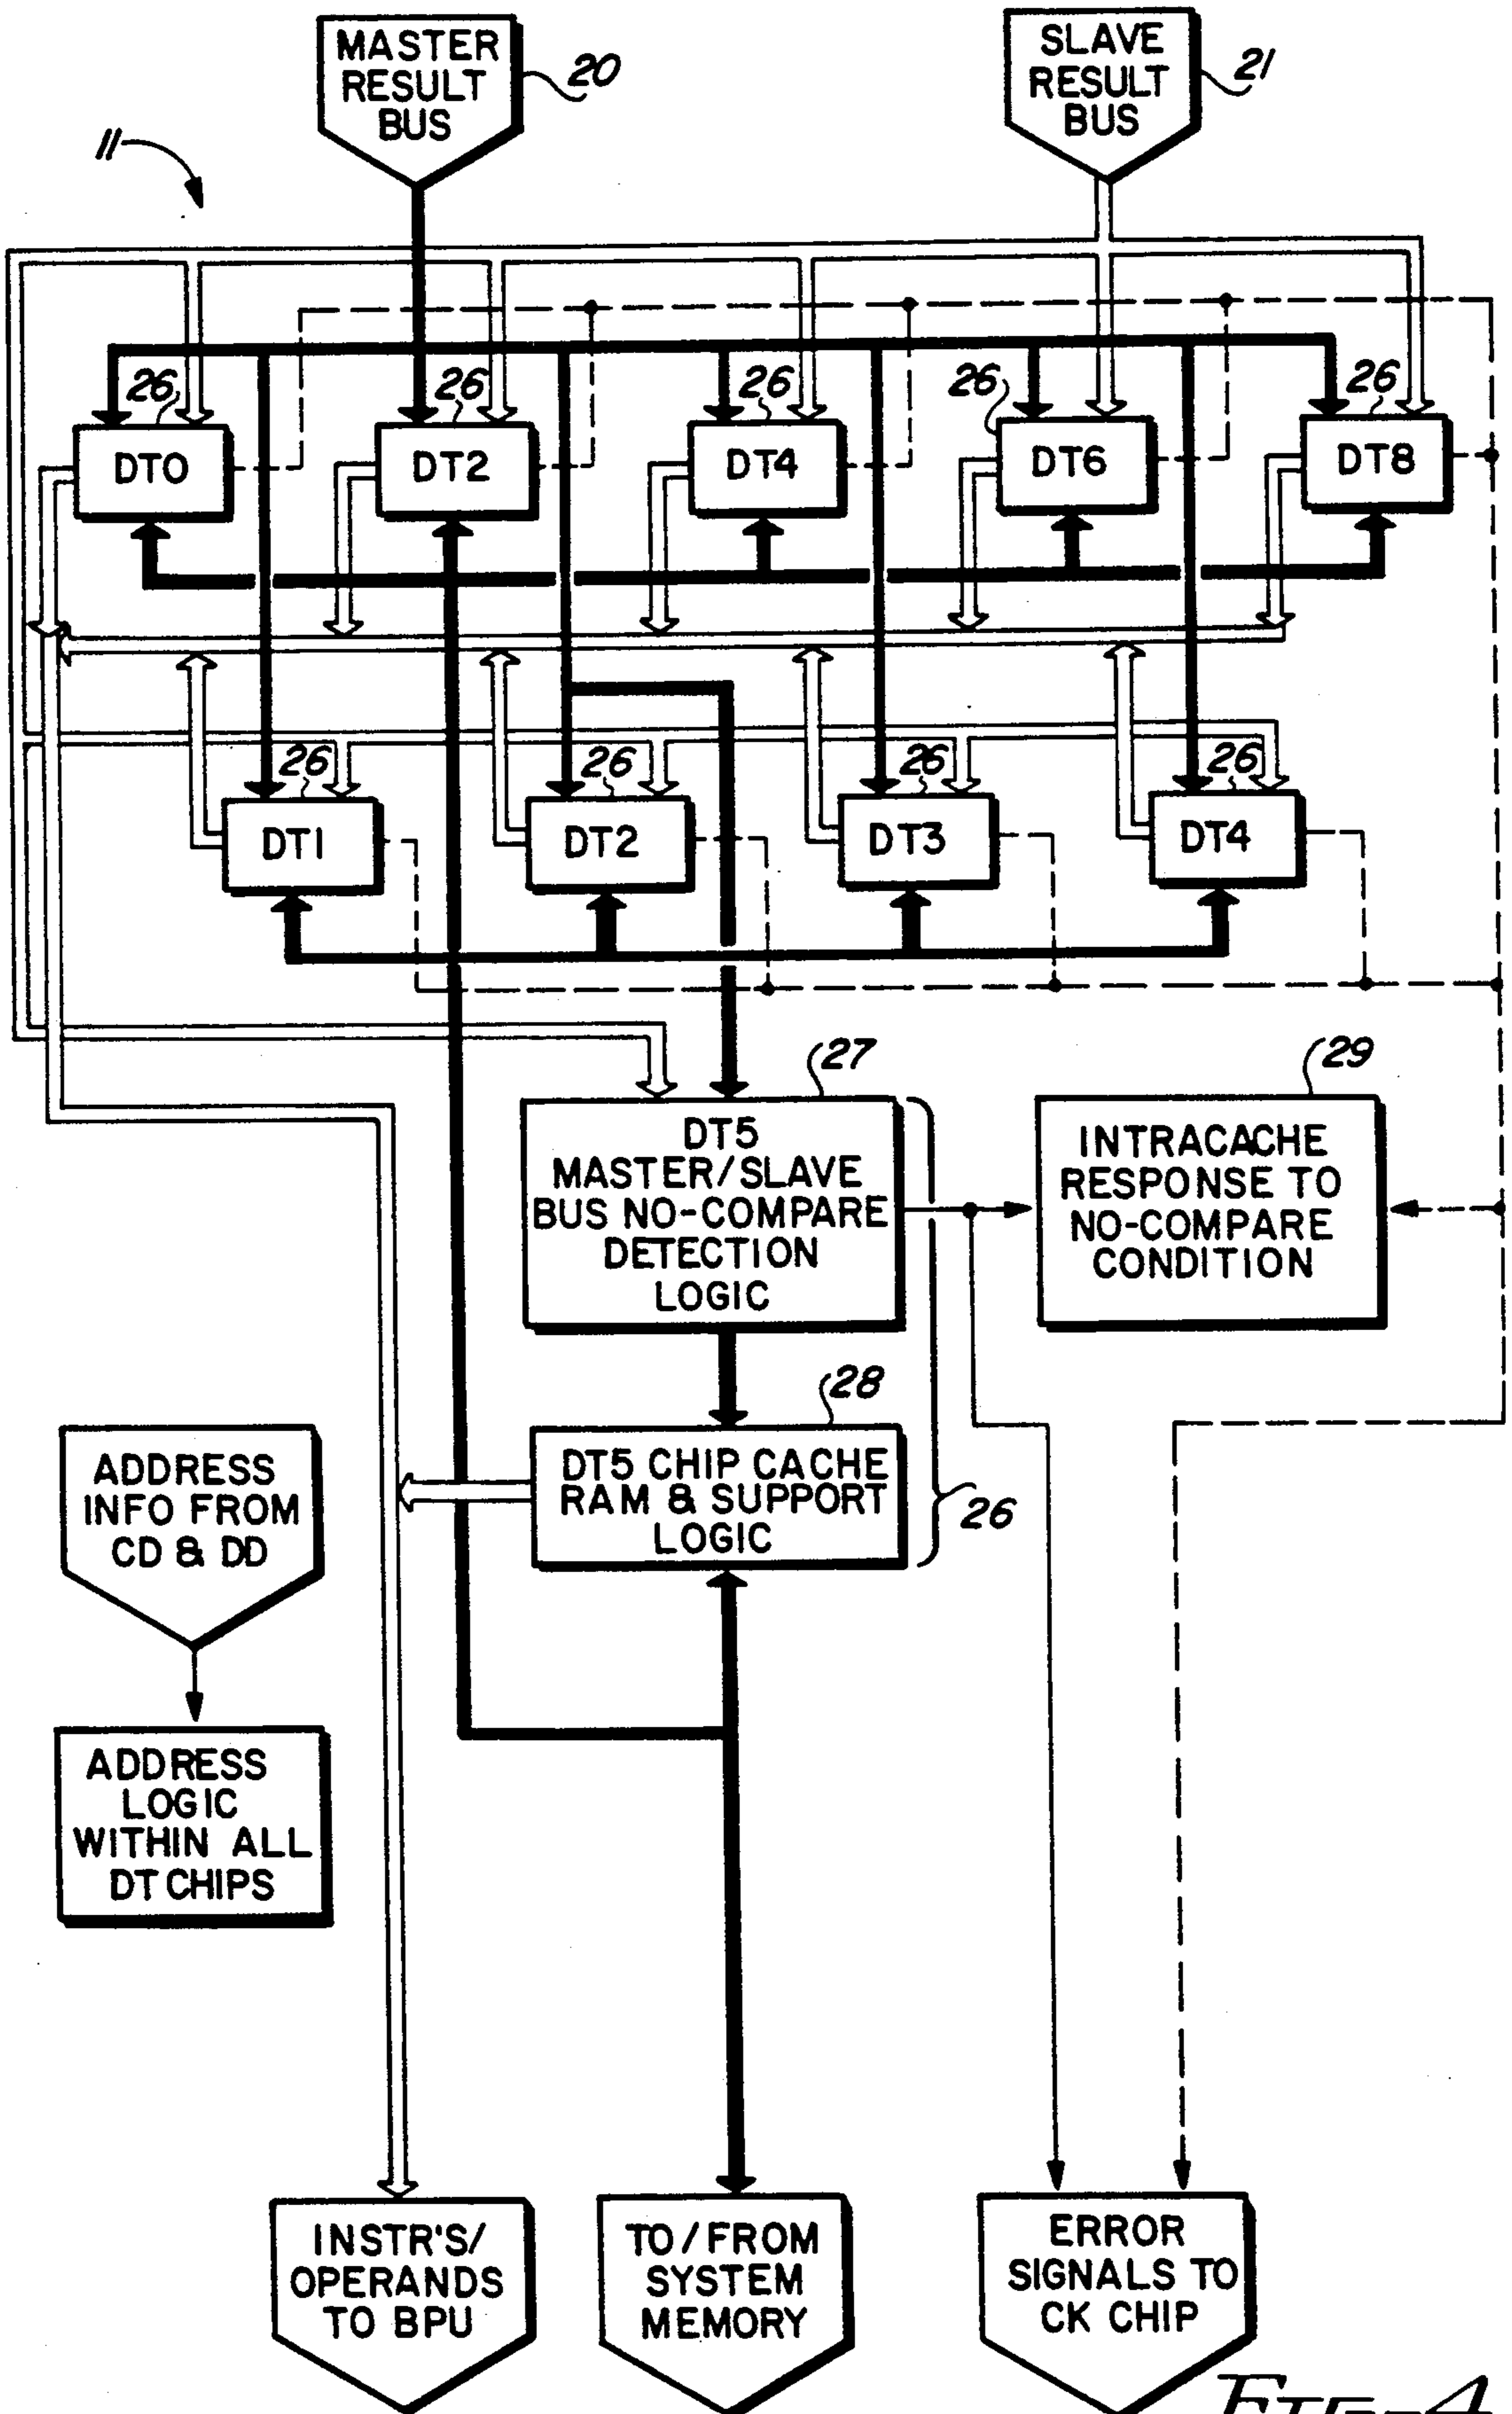 MASTER
RESULT
BUS
20
SLAVE
RESULT
BUS
21
11
26
26
26
26
26
DT0
DT2
DT4
DT6
DT8
26
26
26
26
DT1
DT2
DT3
DT4
27
29
DT5
MASTER/SLAVE
BUS NO-COMPARE
DETECTION
LOGIC
INTRACACHE
RESPONSE TO
NO-COMPARE
CONDITION
28
DT5 CHIP CACHE
RAM & SUPPORT
LOGIC
26
ADDRESS
INFO FROM
CD & DD
ADDRESS
LOGIC
WITHIN ALL
DT CHIPS
INSTR'S/
OPERANDS
TO BPU
TO/FROM
SYSTEM
MEMORY
ERROR
SIGNALS TO
CK CHIP
FIG-4